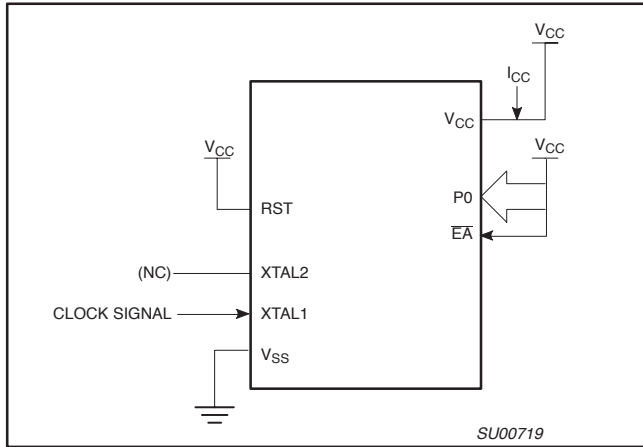 VCC
ICC
VCC
VCC
VCC
RST
P0
EA
(NC)
XTAL2
CLOCK SIGNAL
XTAL1
VSS
SU00719